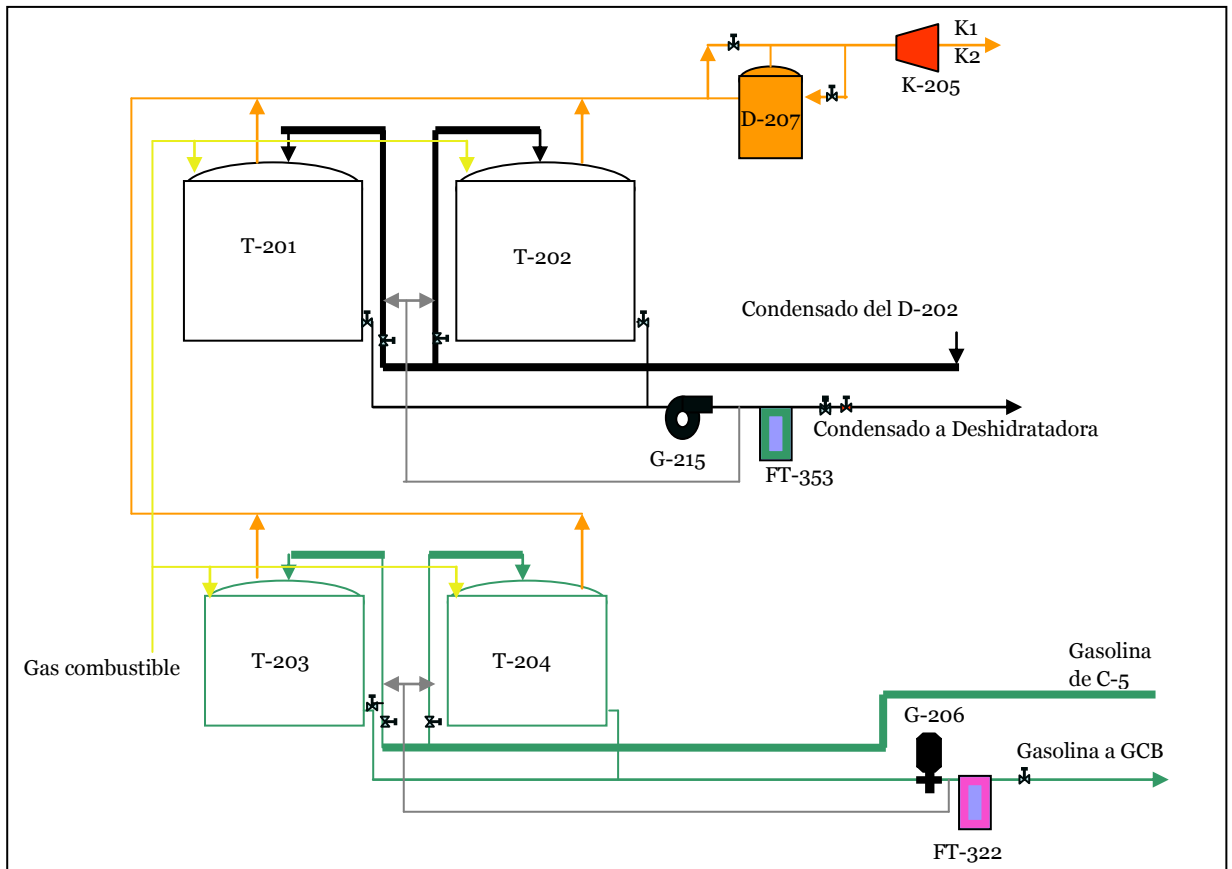 K1
K2
K-205
D-207
T-201
T-202
Condensado del D-202
Condensado a Deshidratadora
G-215
FT-353
T-203
T-204
Gas combustible
Gasolina
de C-5
G-206
Gasolina a GCB
FT-322